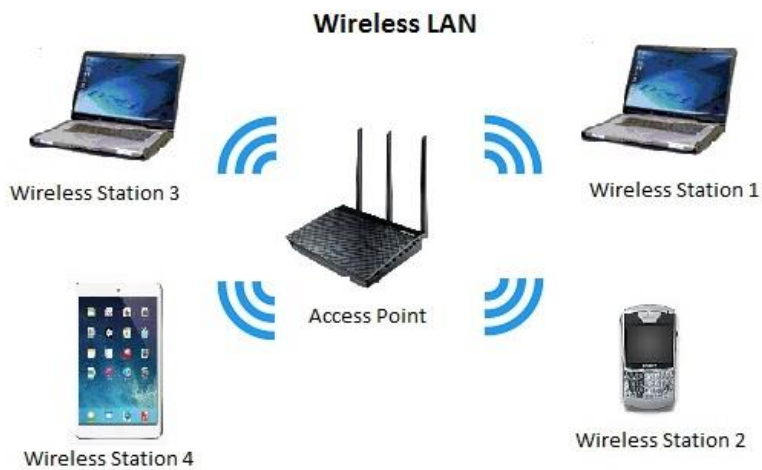 Wireless LAN
Wireless Station 3
Wireless Station 1
Access Point
Wireless Station 4
Wireless Station 2